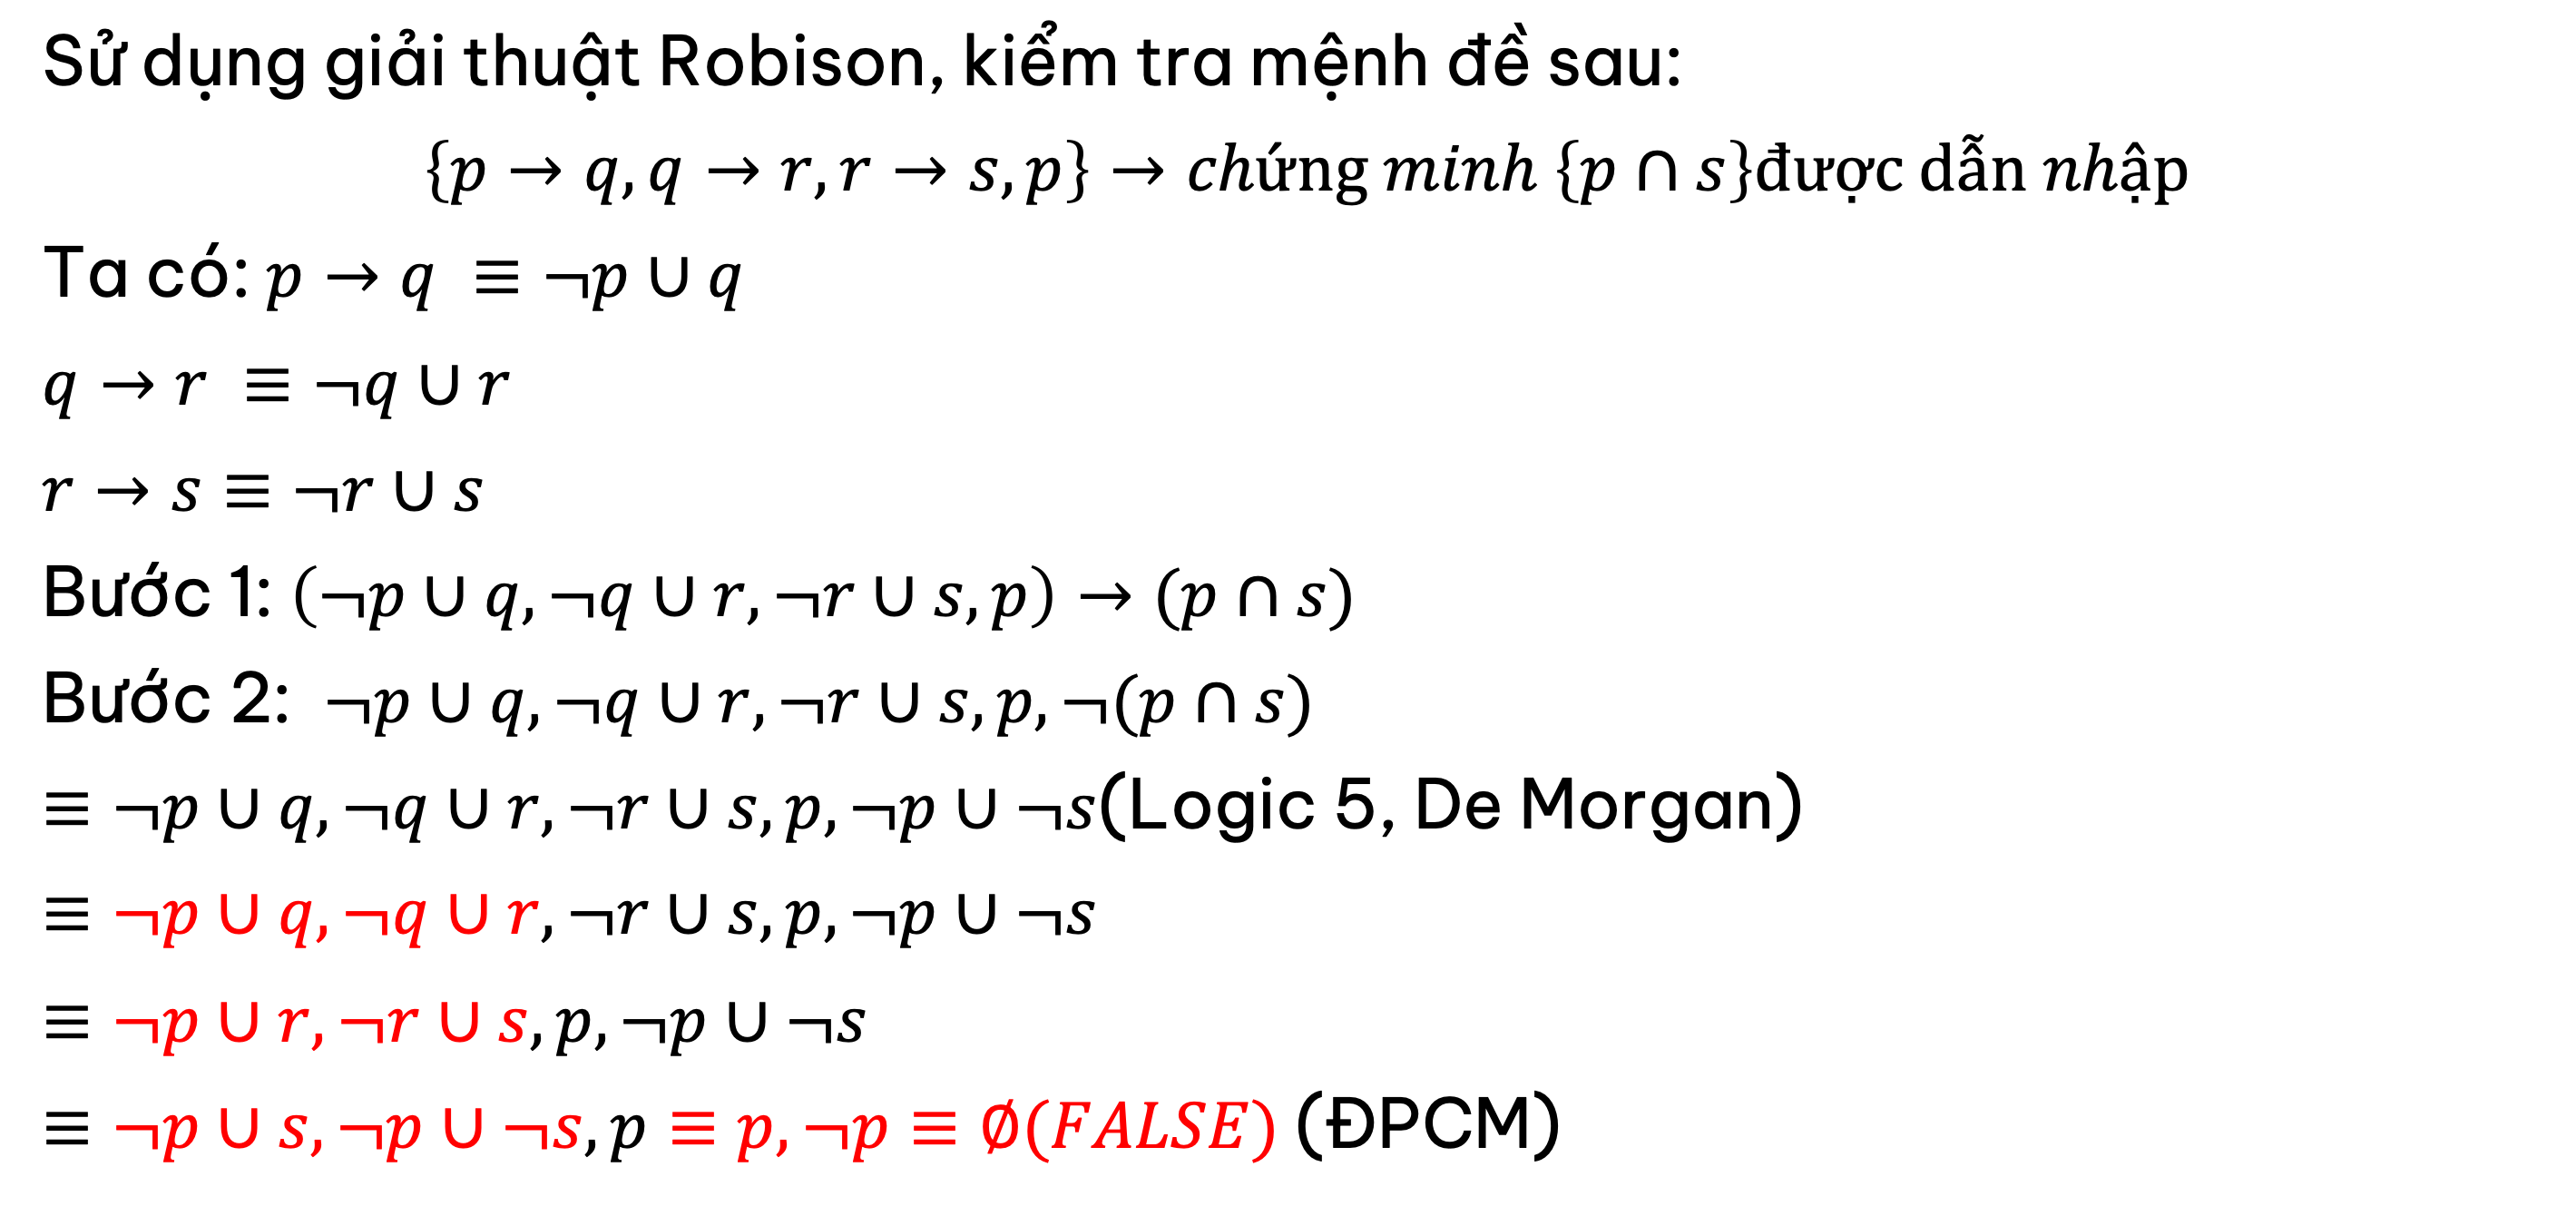 Sử dụng giải thuật Robison, kiểm tra mệnh đề sau:
{p → q, q → r, r → s, p} → chứng minh {p ∩ s}được dẫn nhập
Ta có: p → q ≡ ¬p ∪ q
q → r ≡ ¬q ∪ r
r → s ≡ ¬r ∪ s
Bước 1: (¬p ∪ q, ¬q ∪ r, ¬r ∪ s, p) → (p ∩ s)
Bước 2: ¬p ∪ q, ¬q ∪ r, ¬r ∪ s, p, ¬(p ∩ s)
≡ ¬p ∪ q, ¬q ∪ r, ¬r ∪ s, p, ¬p ∪ ¬s(Logic 5, De Morgan)
≡ ¬p ∪ q, ¬q ∪ r, ¬r ∪ s, p, ¬p ∪ ¬s
≡ ¬p ∪ r, ¬r ∪ s, p, ¬p ∪ ¬s
≡ ¬p ∪ s, ¬p ∪ ¬s, p ≡ p, ¬p ≡ ∅(FALSE) (ĐPCM)